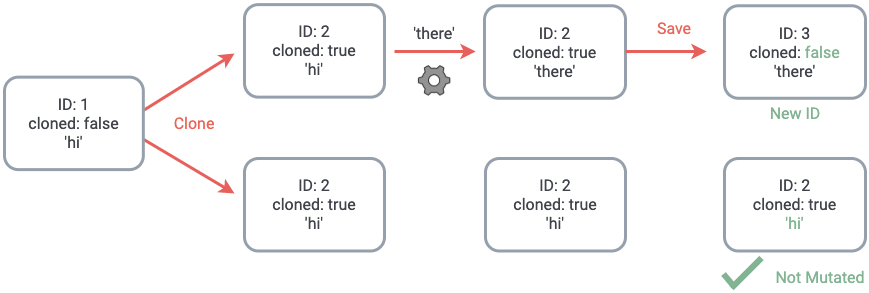 ID: 2
cloned: true
'hi'
'there'
ID: 2
cloned: true
'there'
Save
ID: 3
cloned: false
'there'
New ID
ID: 1
cloned: false
'hi'
Clone
ID: 2
cloned: true
'hi'
ID: 2
cloned: true
'hi'
ID: 2
cloned: true
'hi'
Not Mutated